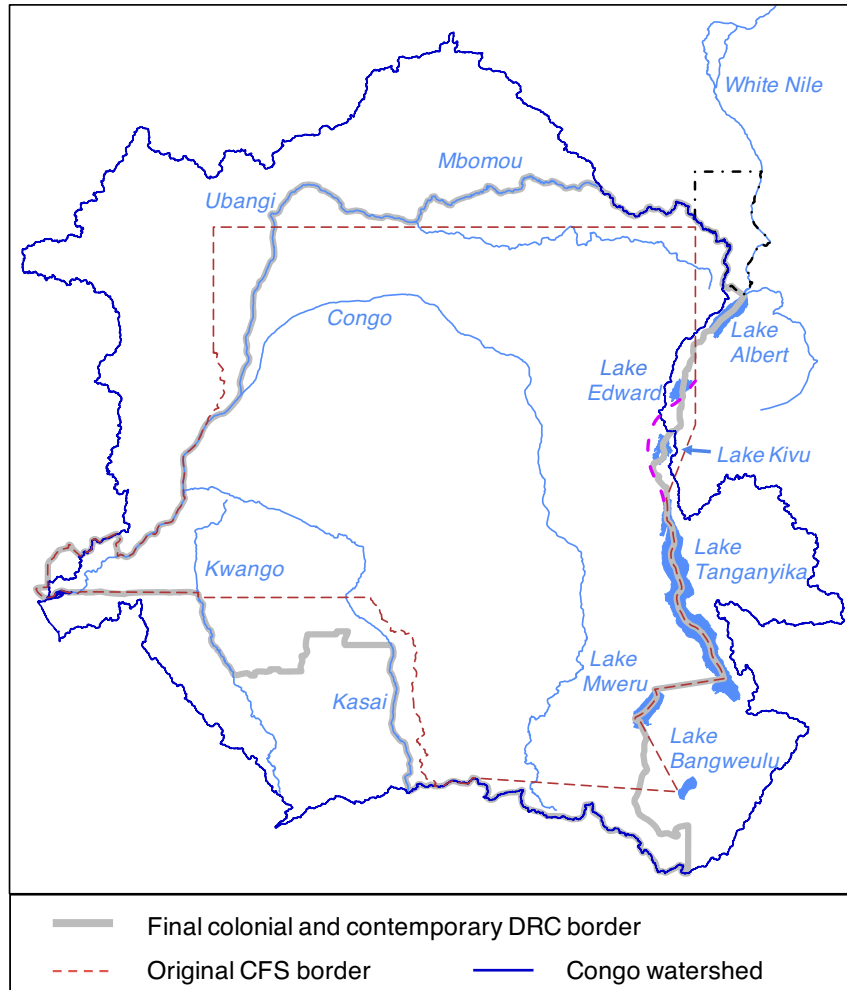 White Nile
Mbomou
Ubangi
Congo
Lake
Albert
Lake
Edward
Lake Kivu
Lake
Tanganyika
Kwango
Lake
Mweru
Kasai
Lake
Bangweulu
Final colonial and contemporary DRC border
Original CFS border
Congo watershed